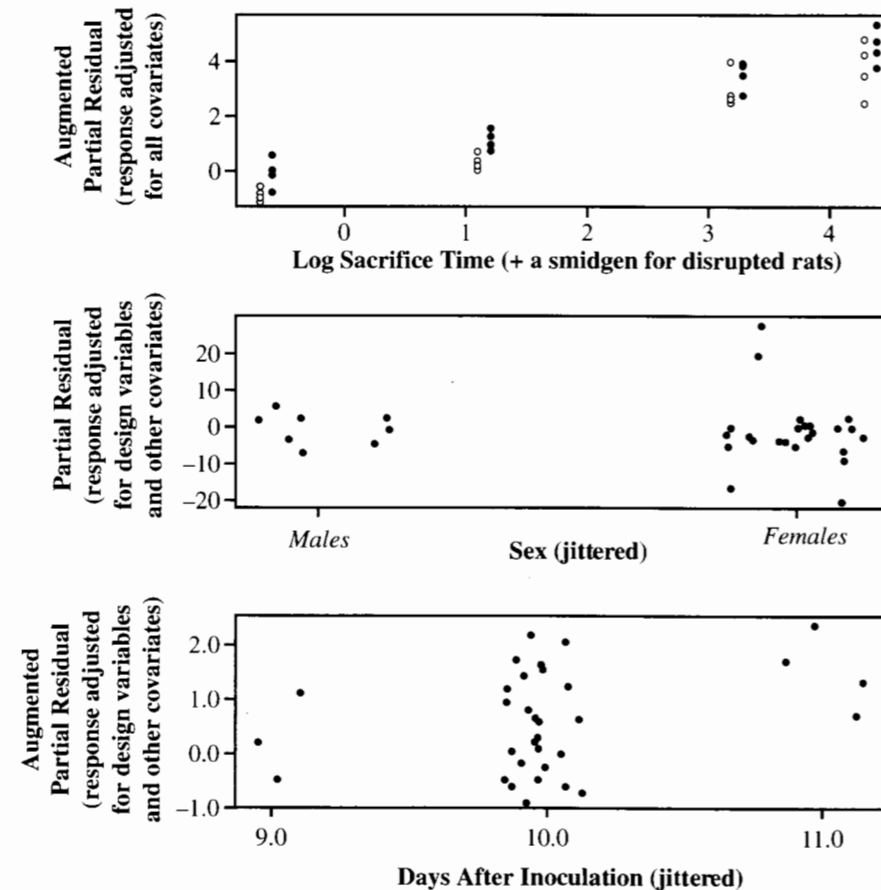 Augmented
Partial Residual
(response adjusted
for all covariates)
4
2
0
0
1
2
3
4
Log Sacrifice Time (+ a smidgen for disrupted rats)
Partial Residual
(response adjusted
for design variables
and other covariates)
20
10
0
−10
−20
Males
Females
Sex (jittered)
Augmented
Partial Residual
(response adjusted
for design variables
and other covariates)
2.0
1.0
0.0
−1.0
9.0
10.0
11.0
Days After Inoculation (jittered)